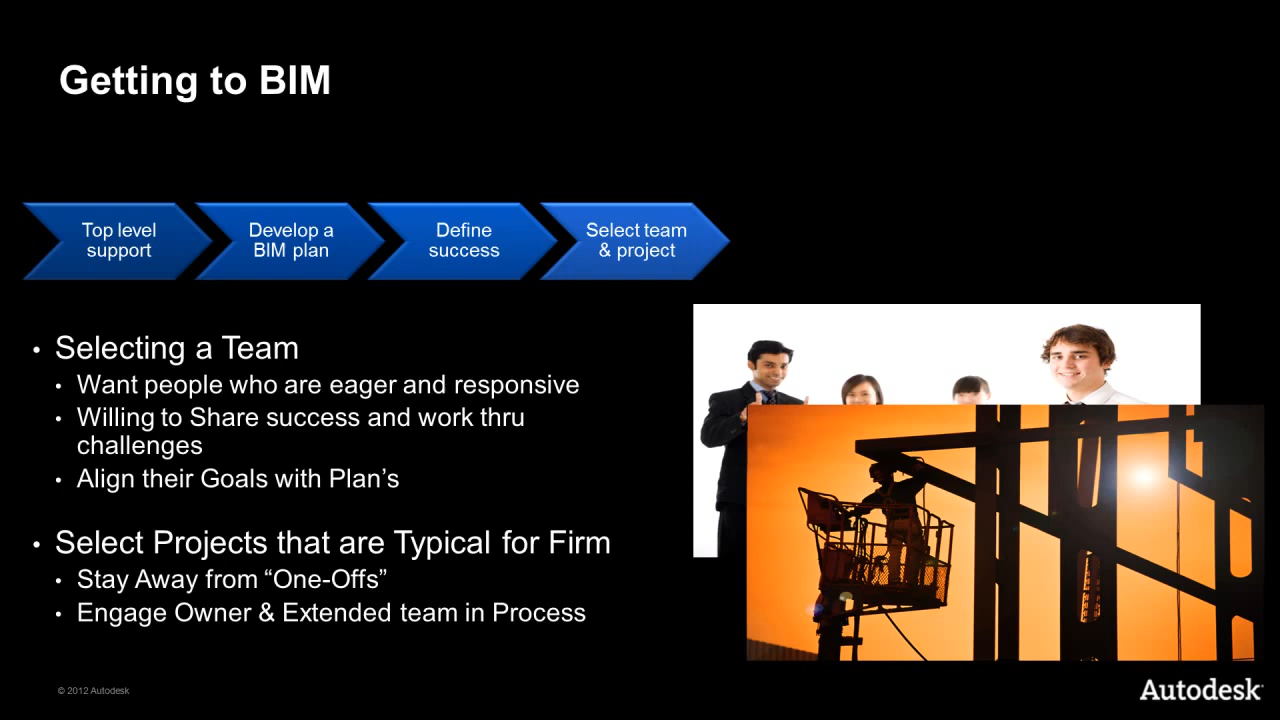 Getting to BIM
Top level
support
Develop a
BIM plan
Define
success
Select team
& project
• Selecting a Team
• Want people who are eager and responsive
• Willing to Share success and work thru
challenges
• Align their Goals with Plan’s
• Select Projects that are Typical for Firm
• Stay Away from “One-Offs”
• Engage Owner & Extended team in Process
© 2012 Autodesk
Autodesk